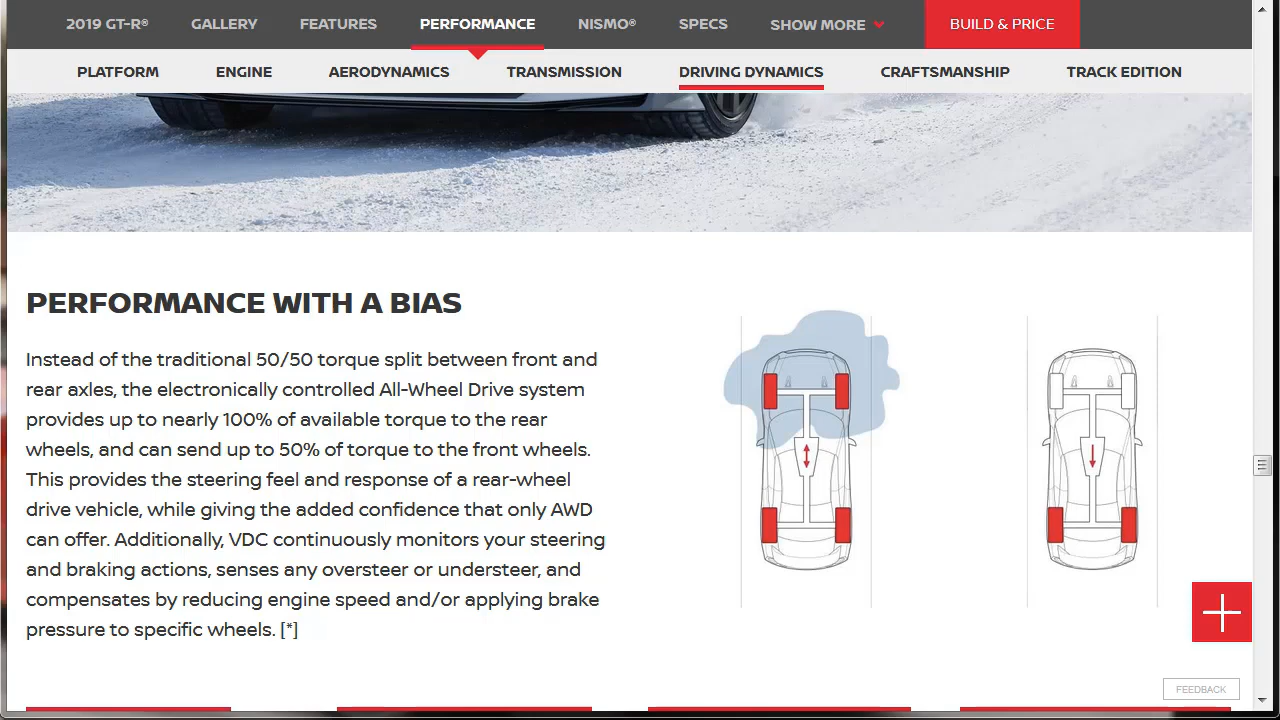 2019 GT-R® GALLERY FEATURES PERFORMANCE NISMO® SPECS SHOW MORE BUILD & PRICE
PLATFORM ENGINE AERODYNAMICS TRANSMISSION DRIVING DYNAMICS CRAFTSMANSHIP TRACK EDITION
PERFORMANCE WITH A BIAS
Instead of the traditional 50/50 torque split between front and
rear axles, the electronically controlled All-Wheel Drive system
provides up to nearly 100% of available torque to the rear
wheels, and can send up to 50% of torque to the front wheels.
This provides the steering feel and response of a rear-wheel
drive vehicle, while giving the added confidence that only AWD
can offer. Additionally, VDC continuously monitors your steering
and braking actions, senses any oversteer or understeer, and
compensates by reducing engine speed and/or applying brake
pressure to specific wheels. [*]
FEEDBACK